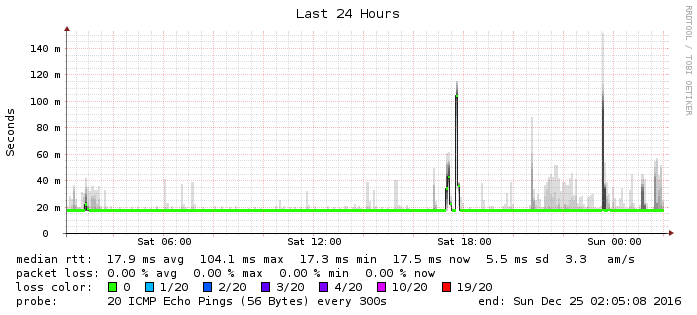 Last 24 Hours
RRDTOOL / TOBI OETIKER
Seconds
140 m
120 m
100 m
80 m
60 m
40 m
20 m
0
Sat 06:00 Sat 12:00 Sat 18:00 Sun 00:00
median rtt: 17.9 ms avg 104.1 ms max 17.3 ms min 17.5 ms now 5.5 ms sd 3.3 am/s
packet loss: 0.00 % avg 0.00 % max 0.00 % min 0.00 % now
loss color: 0 1/20 2/20 3/20 4/20 10/20 19/20
probe: 20 ICMP Echo Pings (56 Bytes) every 300s end: Sun Dec 25 02:05:08 2016